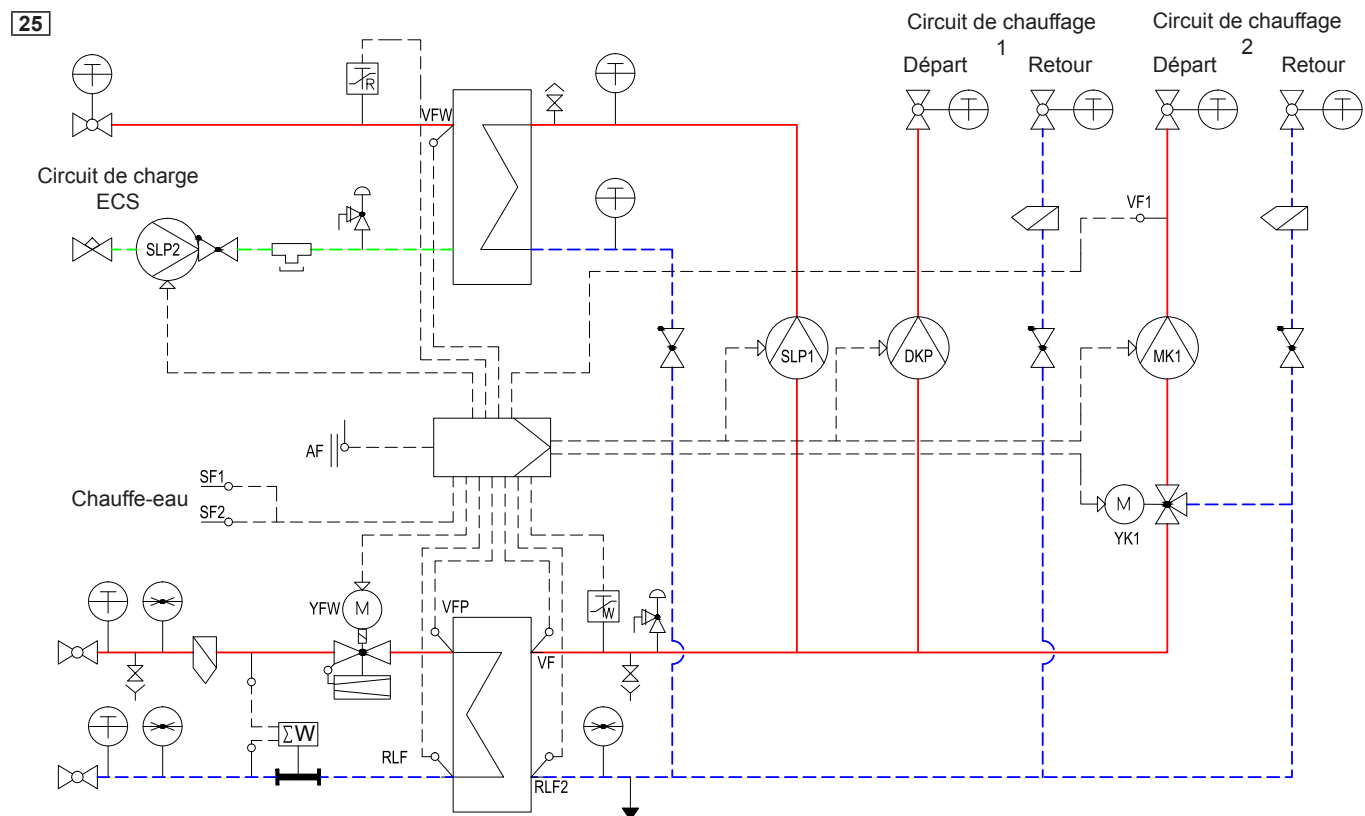 25
Circuit de chauffage
1
Circuit de chauffage
2
Départ
Retour
Départ
Retour
T
R
T
T
T
T
T
VFW
T
Circuit de charge
ECS
T
VF1
SLP2
SLP1
DKP
MK1
AF
SF1
Chauffe-eau
SF2
M
YK1
T
YFW
M
VFP
W
VF
T
ΣW
RLF
RLF2